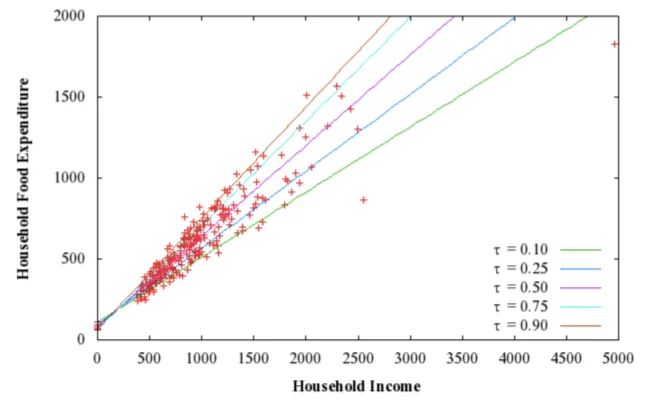 2000
1500
1000
500
0
Household Food Expenditure
τ = 0.10
τ = 0.25
τ = 0.50
τ = 0.75
τ = 0.90
0 500 1000 1500 2000 2500 3000 3500 4000 4500 5000
Household Income